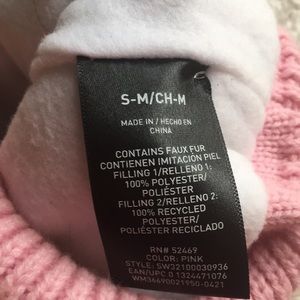 S-M/CH-M
MADE IN / HECHO EN
CHINA
CONTAINS FAUX FUR
CONTIENEN IMITACIÓN PIEL
FILLING 1/RELLENO 1:
100% POLYESTER/
POLIÉSTER
FILLING 2/RELLENO 2:
100% RECYCLED
POLYESTER/
POLIÉSTER RECICLADO
RN# 52469
COLOR: PINK
STYLE: SW32100030936
EAN/UPC 0 1324471076
WM34690021950-0421